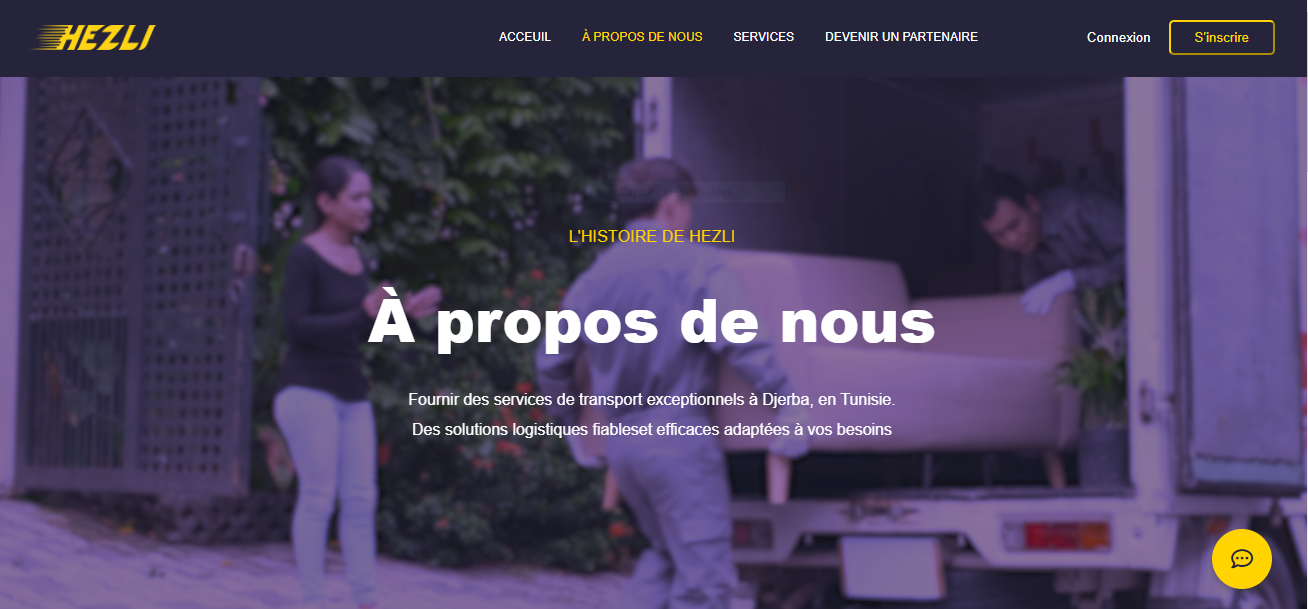 HEZLI
ACCEUIL
À PROPOS DE NOUS
SERVICES
DEVENIR UN PARTENAIRE
Connexion
S'inscrire
L'HISTOIRE DE HEZLI
À propos de nous
Fournir des services de transport exceptionnels à Djerba, en Tunisie.
Des solutions logistiques fiableset efficaces adaptées à vos besoins